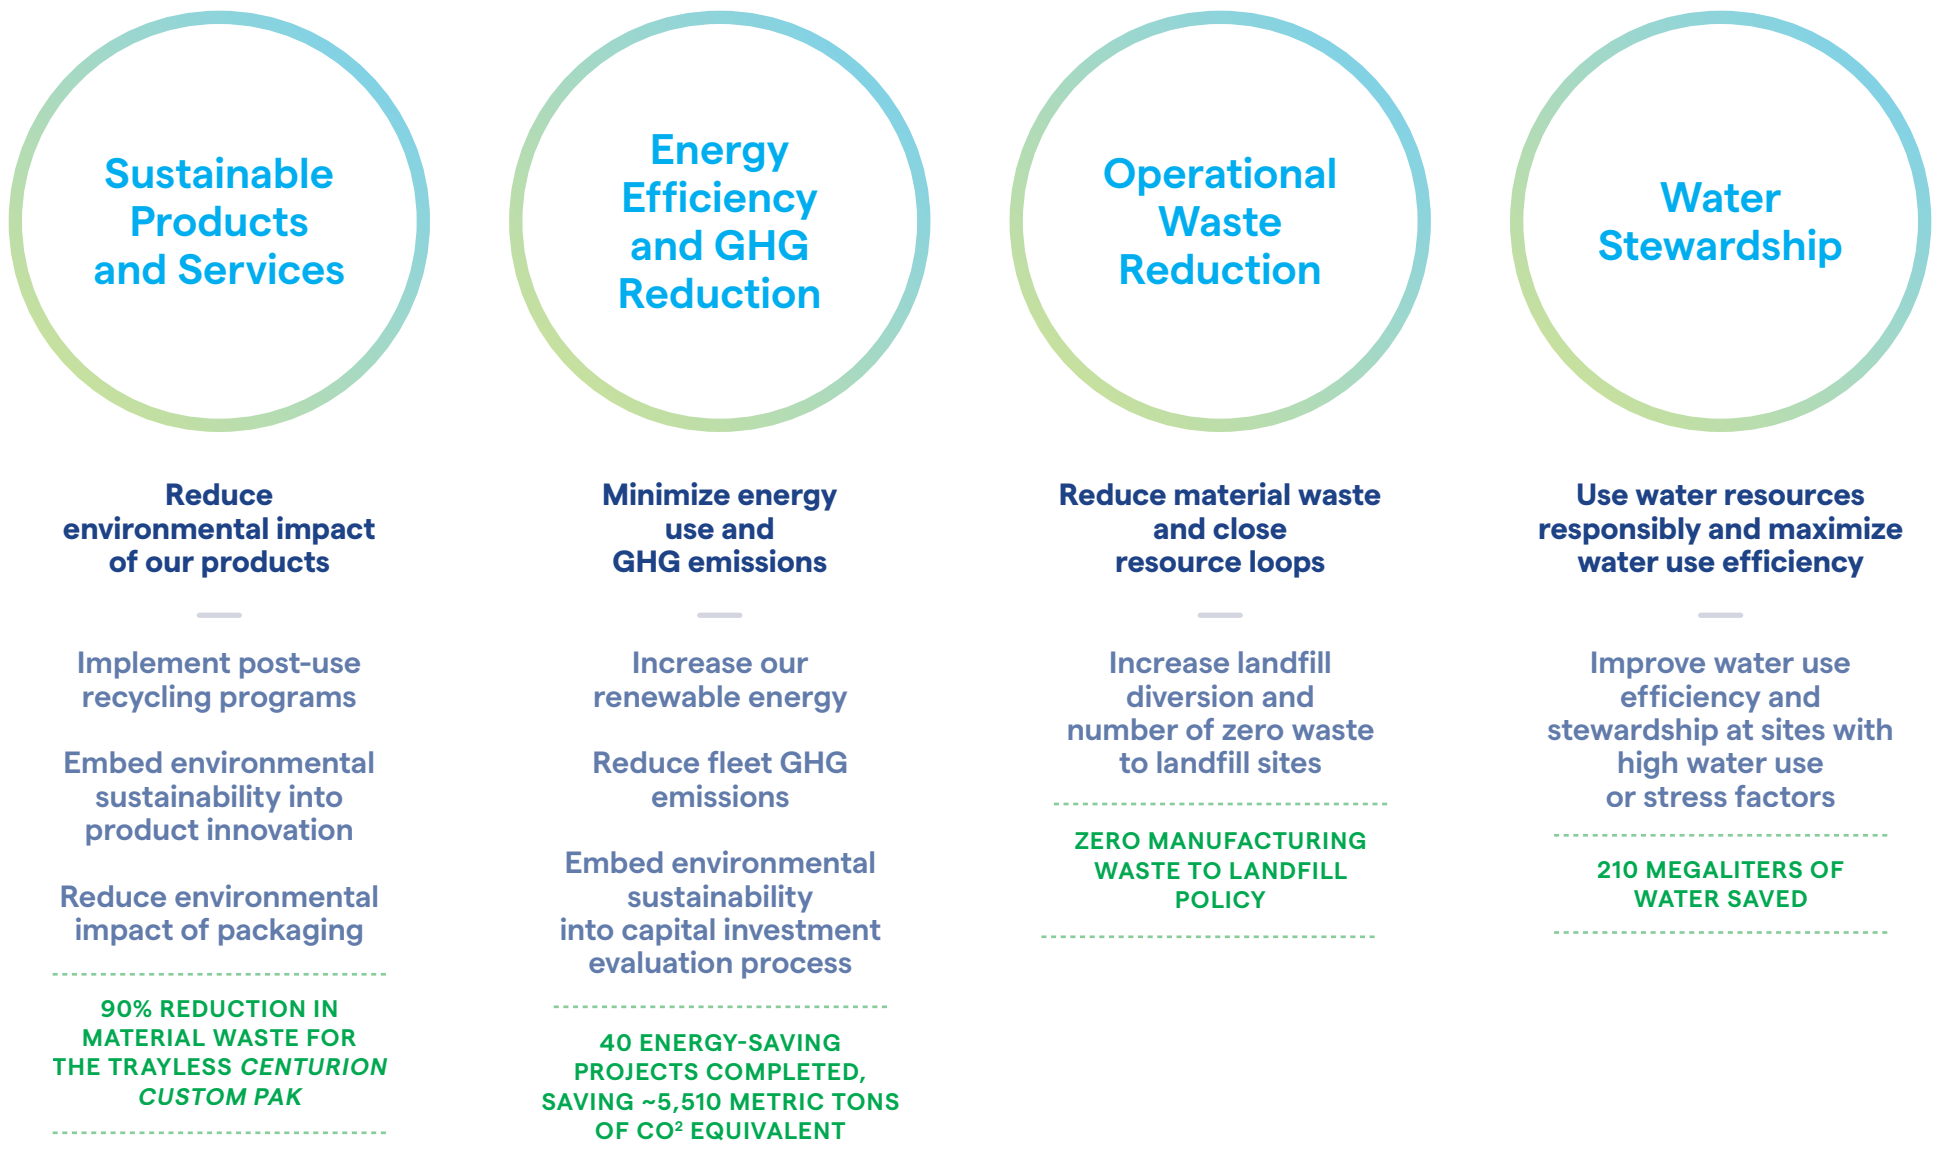 Sustainable
Products
and Services
Reduce
environmental impact
of our products
Implement post-use
recycling programs
Embed environmental
sustainability into
product innovation
Reduce environmental
impact of packaging
90% REDUCTION IN
MATERIAL WASTE FOR
THE TRAYLESS CENTURION
CUSTOM PAK
Energy
Efficiency
and GHG
Reduction
Minimize energy
use and
GHG emissions
Increase our
renewable energy
Reduce fleet GHG
emissions
Embed environmental
sustainability
into capital investment
evaluation process
40 ENERGY-SAVING
PROJECTS COMPLETED,
SAVING ~5,510 METRIC TONS
OF CO² EQUIVALENT
Operational
Waste
Reduction
Reduce material waste
and close
resource loops
Increase landfill
diversion and
number of zero waste
to landfill sites
ZERO MANUFACTURING
WASTE TO LANDFILL
POLICY
Water
Stewardship
Use water resources
responsibly and maximize
water use efficiency
Improve water use
efficiency and
stewardship at sites with
high water use
or stress factors
210 MEGALITERS OF
WATER SAVED